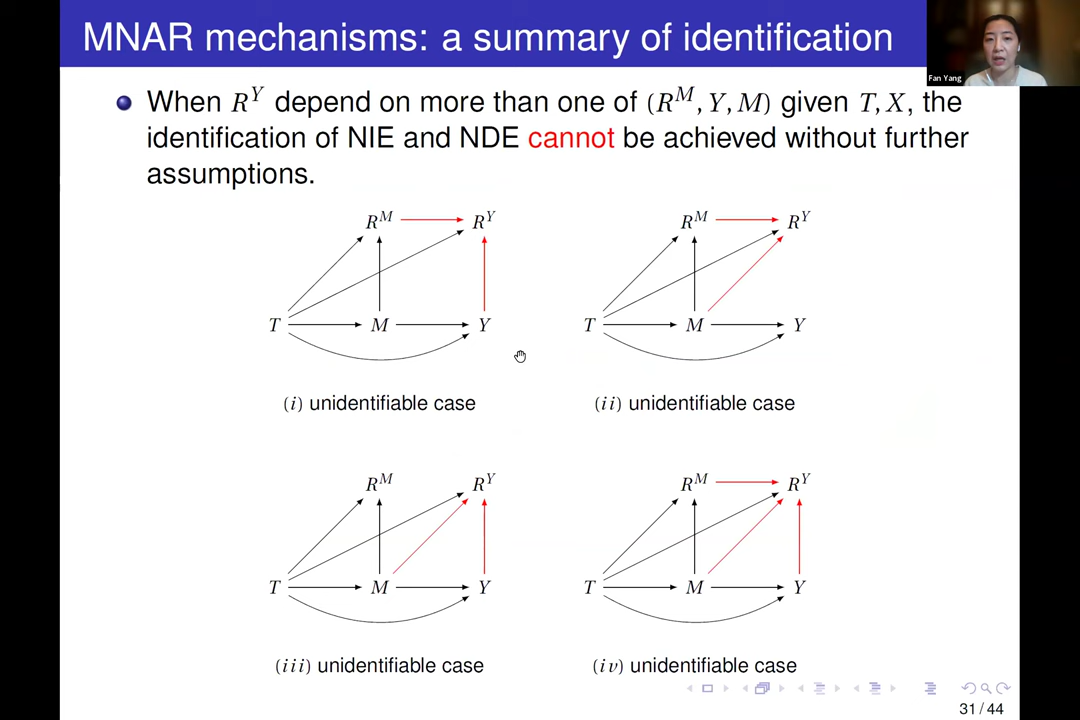 MNAR mechanisms: a summary of identification
Fan Yang
When R^Y depend on more than one of (R^M, Y, M) given T, X, the
identification of NIE and NDE cannot be achieved without further
assumptions.
R^M R^Y
T M Y
(i) unidentifiable case
R^M R^Y
T M Y
(ii) unidentifiable case
R^M R^Y
T M Y
(iii) unidentifiable case
R^M R^Y
T M Y
(iv) unidentifiable case
31 / 44